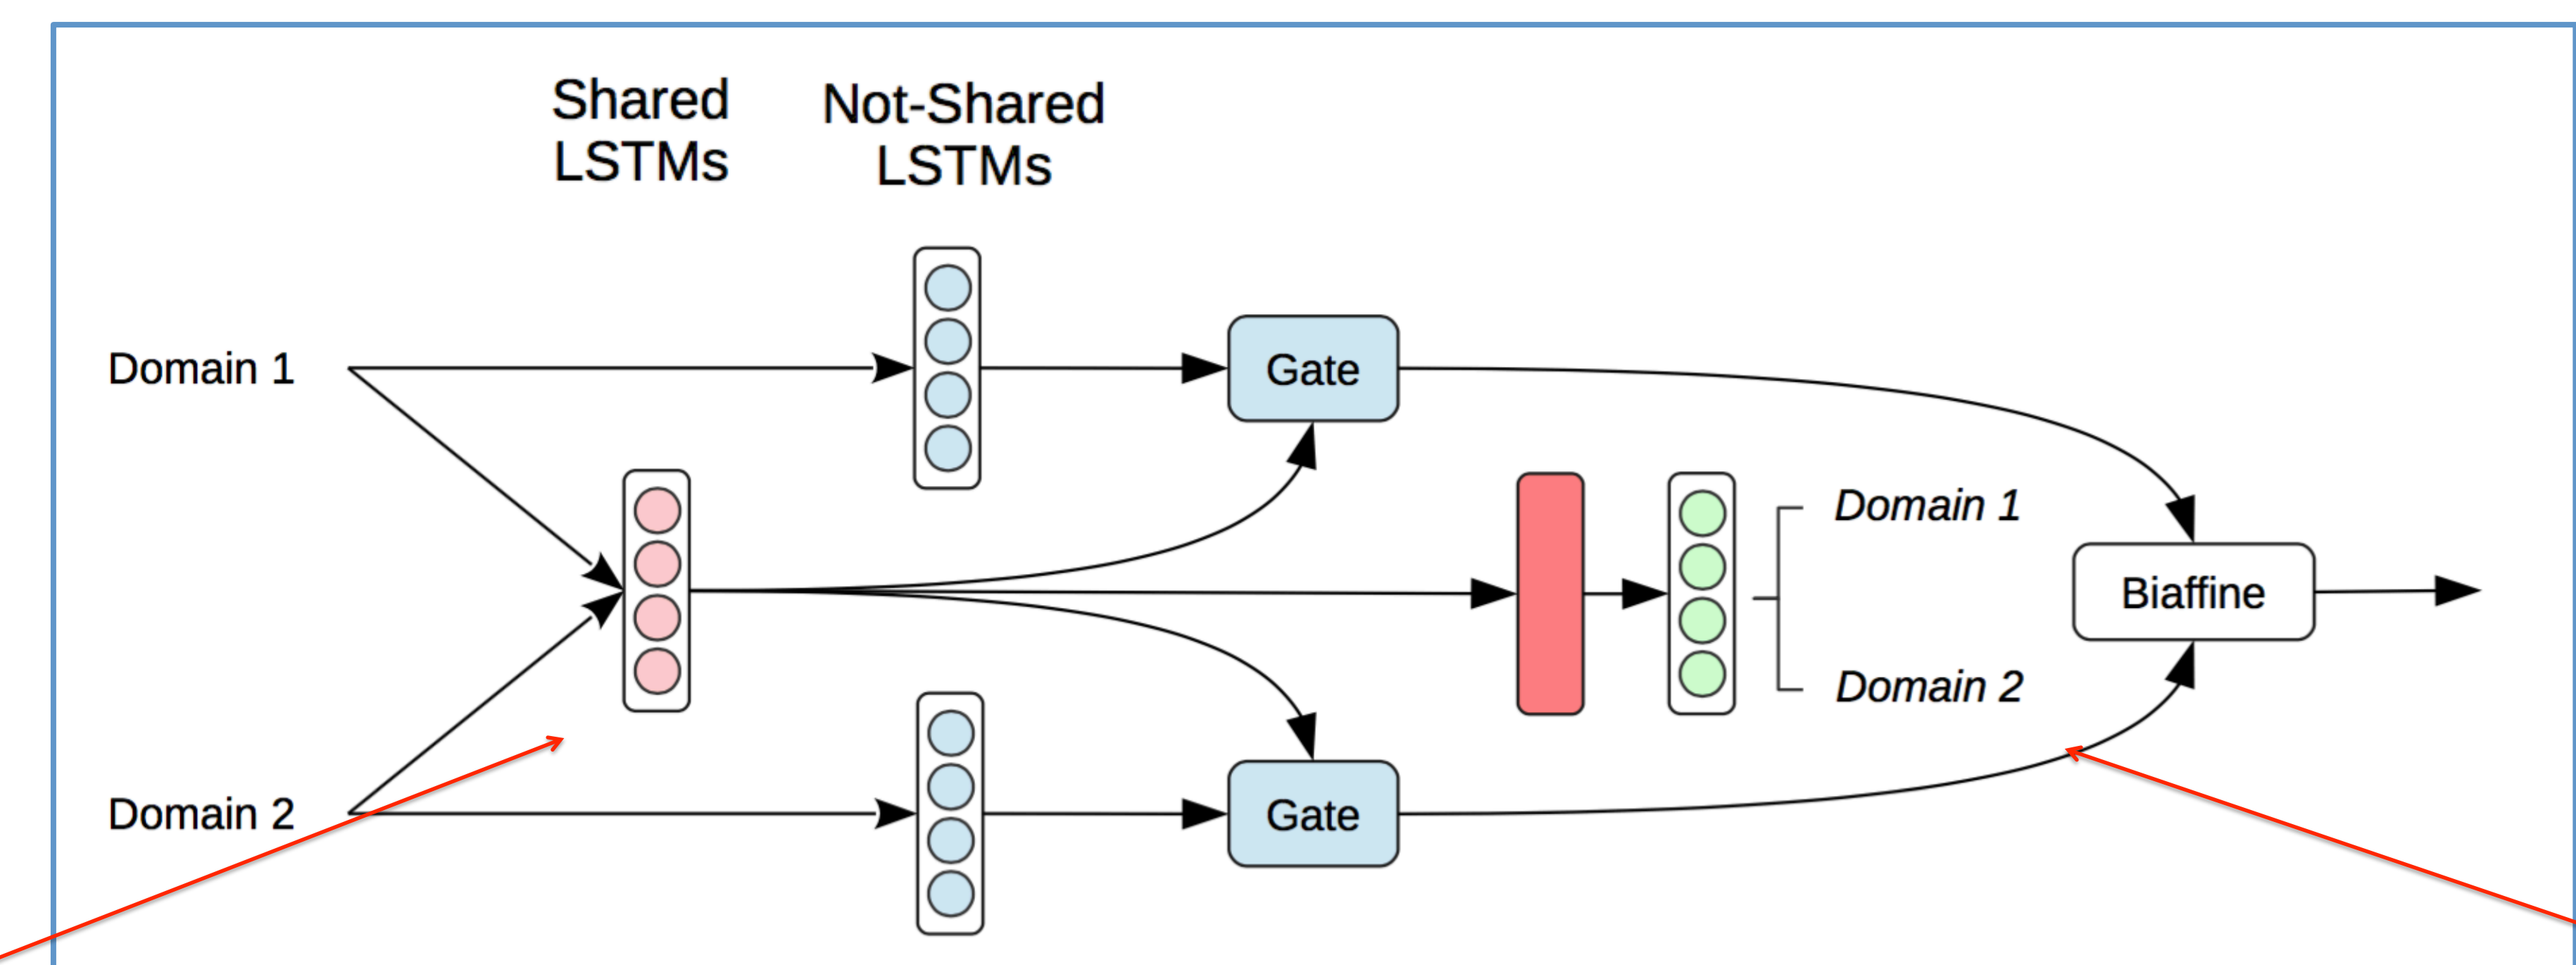 Shared
LSTMs
Not-Shared
LSTMs
Domain 1
Gate
Domain 1
Biaffine
Domain 2
Domain 2
Gate